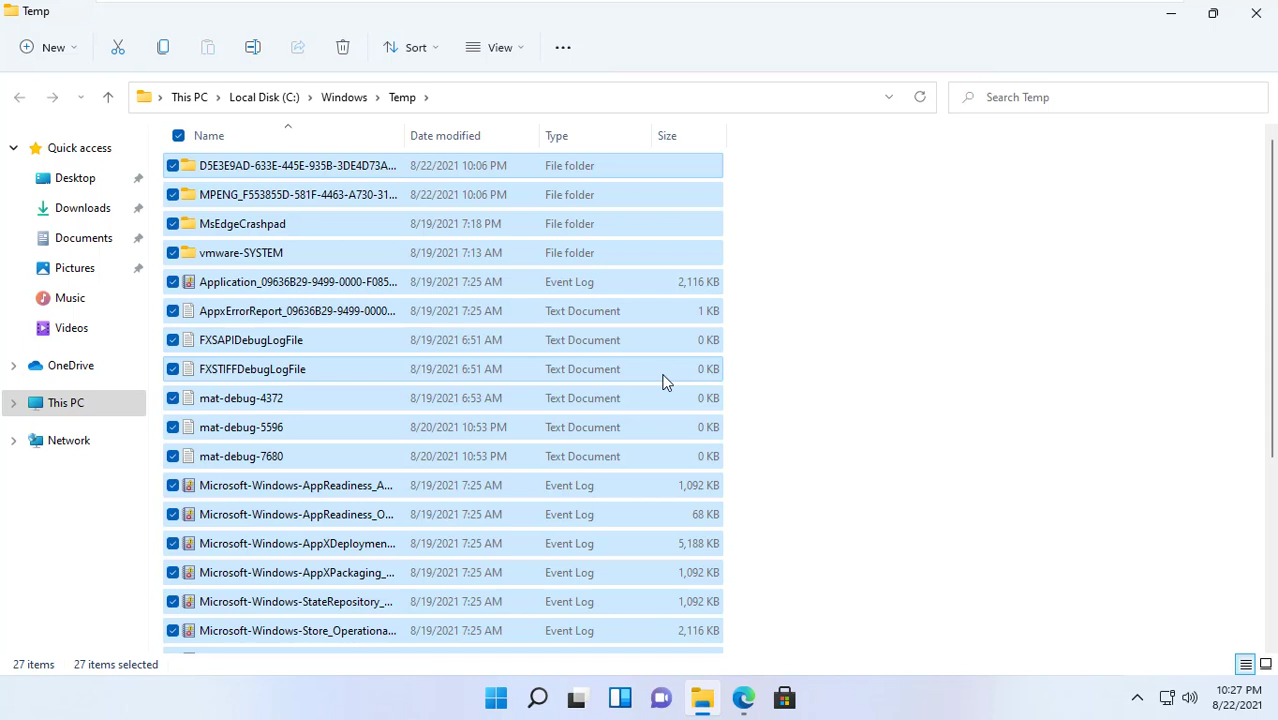 Temp
New Sort View
This PC Local Disk (C:) Windows Temp Search Temp
Name Date modified Type Size
Quick access
Desktop
Downloads
Documents
Pictures
Music
Videos
OneDrive
This PC
Network
D5E3E9AD-633E-445E-935B-3DE4D73A... 8/22/2021 10:06 PM File folder
MPENG_F553855D-581F-4463-A730-31... 8/22/2021 10:06 PM File folder
MsEdgeCrashpad 8/19/2021 7:18 PM File folder
vmware-SYSTEM 8/19/2021 7:13 AM File folder
Application_09636B29-9499-0000-F085... 8/19/2021 7:25 AM Event Log 2,116 KB
AppxErrorReport_09636B29-9499-0000... 8/19/2021 7:25 AM Text Document 1 KB
FXSAPIDebugLogFile 8/19/2021 6:51 AM Text Document 0 KB
FXSTIFFDebugLogFile 8/19/2021 6:51 AM Text Document 0 KB
mat-debug-4372 8/19/2021 6:53 AM Text Document 0 KB
mat-debug-5596 8/20/2021 10:53 PM Text Document 0 KB
mat-debug-7680 8/20/2021 10:53 PM Text Document 0 KB
Microsoft-Windows-AppReadiness_A... 8/19/2021 7:25 AM Event Log 1,092 KB
Microsoft-Windows-AppReadiness_O... 8/19/2021 7:25 AM Event Log 68 KB
Microsoft-Windows-AppXDeploymen... 8/19/2021 7:25 AM Event Log 5,188 KB
Microsoft-Windows-AppXPackaging_... 8/19/2021 7:25 AM Event Log 1,092 KB
Microsoft-Windows-StateRepository_... 8/19/2021 7:25 AM Event Log 1,092 KB
Microsoft-Windows-Store_Operationa... 8/19/2021 7:25 AM Event Log 2,116 KB
27 items 27 items selected
10:27 PM
8/22/2021